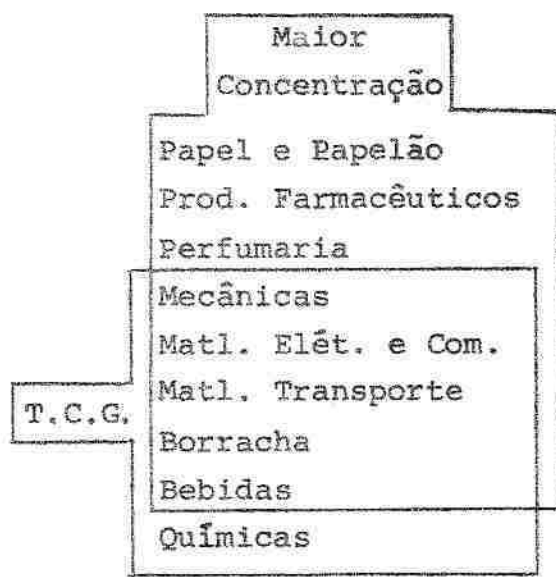 Maior
Concentração
Papel e Papelão
Prod. Farmacêuticos
Perfumaria
Mecânicas
Matl. Elét. e Com.
Matl. Transporte
T.C.G.
Borracha
Bebidas
Químicas